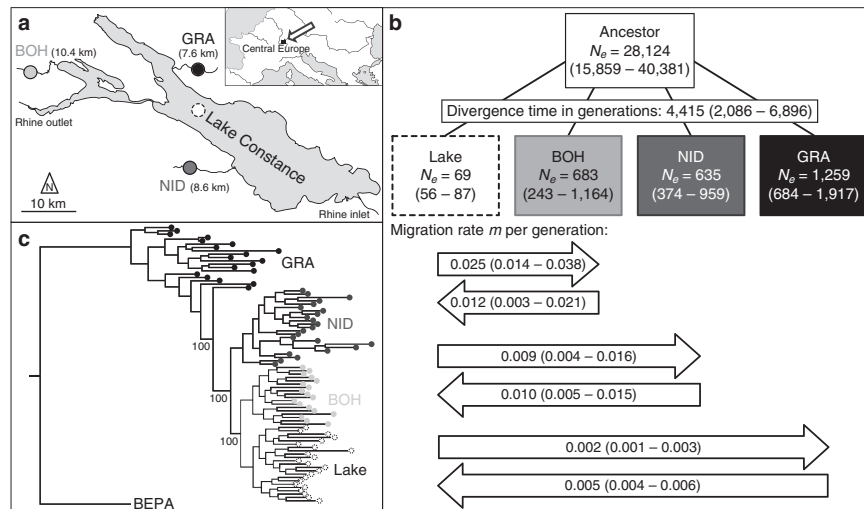 a
GRA
(7.6 km)
BOH (10.4 km)
Central Europe
Rhine outlet
Lake Constance
NID (8.6 km)
N
10 km
Rhine inlet
b
Ancestor
Ne = 28,124
(15,859 – 40,381)
Divergence time in generations: 4,415 (2,086 – 6,896)
Lake
Ne = 69
(56 – 87)
BOH
Ne = 683
(243 – 1,164)
NID
Ne = 635
(374 – 959)
GRA
Ne = 1,259
(684 – 1,917)
Migration rate m per generation:
0.025 (0.014 – 0.038)
0.012 (0.003 – 0.021)
0.009 (0.004 – 0.016)
0.010 (0.005 – 0.015)
0.002 (0.001 – 0.003)
0.005 (0.004 – 0.006)
c
GRA
NID
100
BOH
100
100
Lake
BEPA